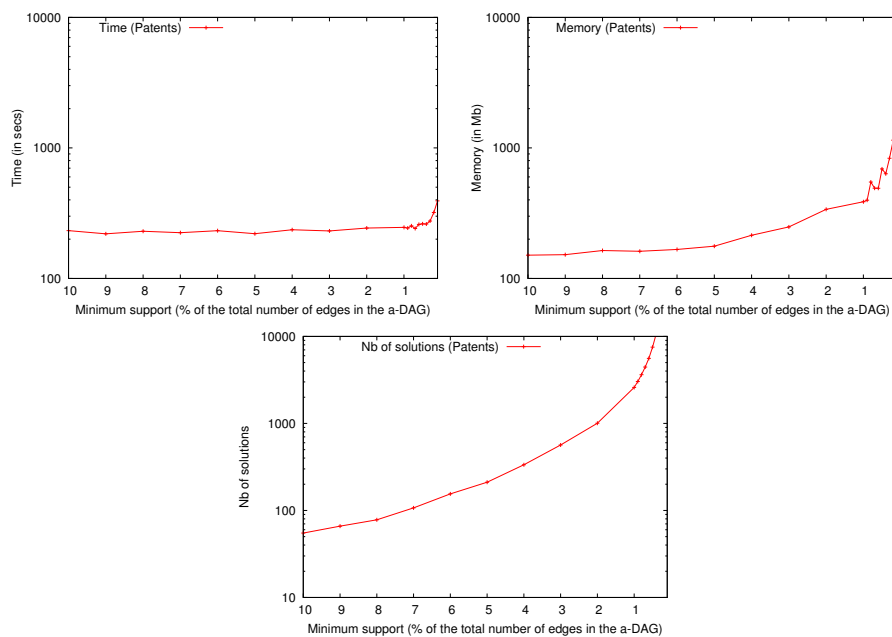 10000
1000
100
Time (in secs)
Time (Patents)
10 9 8 7 6 5 4 3 2 1
Minimum support (% of the total number of edges in the a-DAG)
10000
1000
100
Memory (in Mb)
Memory (Patents)
10 9 8 7 6 5 4 3 2 1
Minimum support (% of the total number of edges in the a-DAG)
10000
1000
100
10
Nb of solutions
Nb of solutions (Patents)
10 9 8 7 6 5 4 3 2 1
Minimum support (% of the total number of edges in the a-DAG)